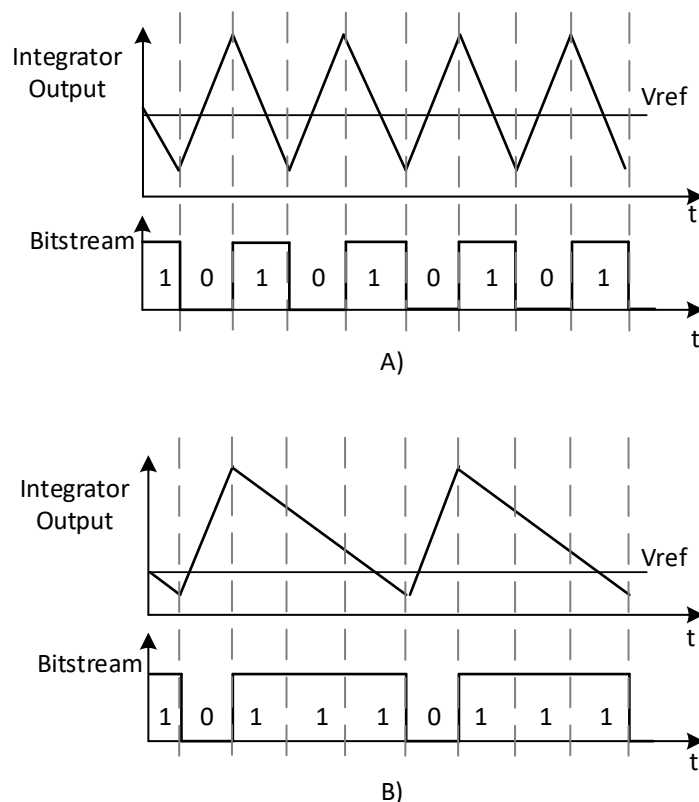 Integrator
Output
Vref
t
Bitstream
1 0 1 0 1 0 1 0 1
t
A)
Integrator
Output
Vref
t
Bitstream
1 0 1 1 1 0 1 1 1
t
B)